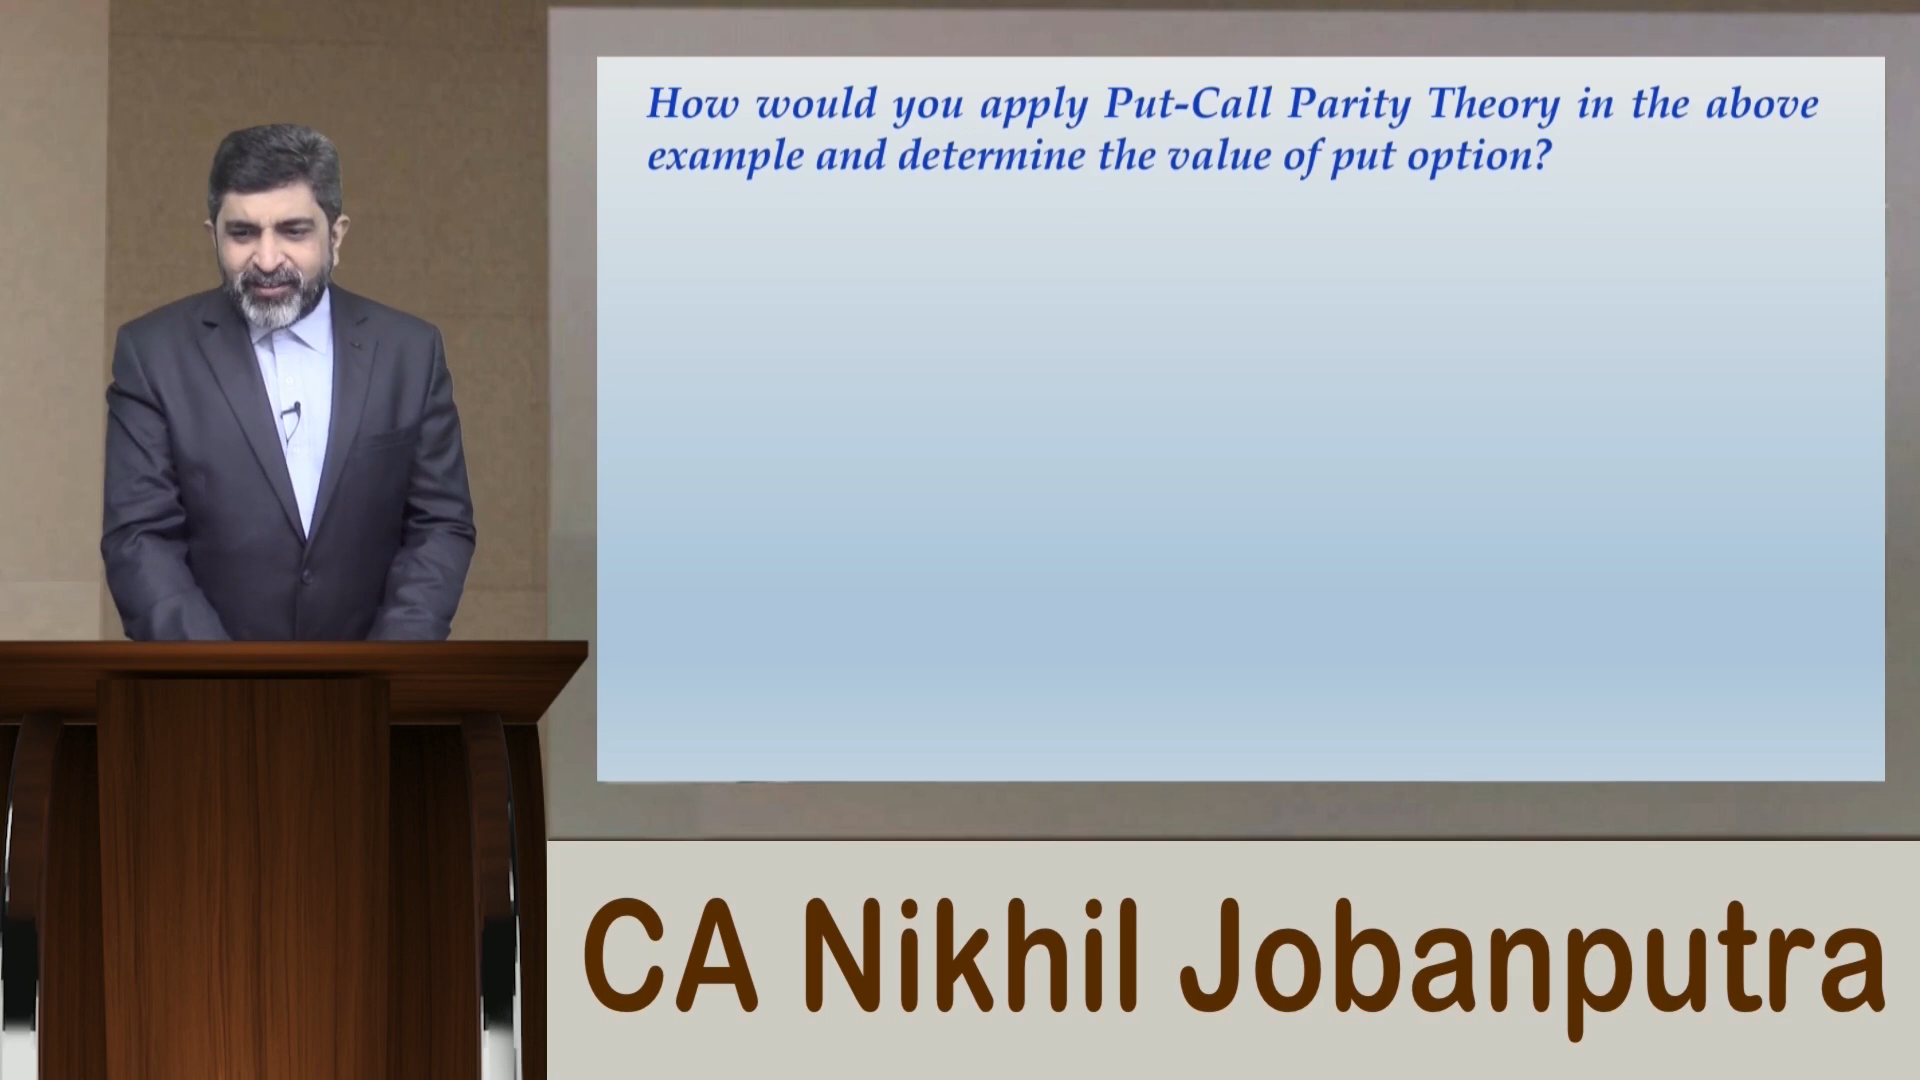 How would you apply Put-Call Parity Theory in the above
example and determine the value of put option?
CA Nikhil Jobanputra